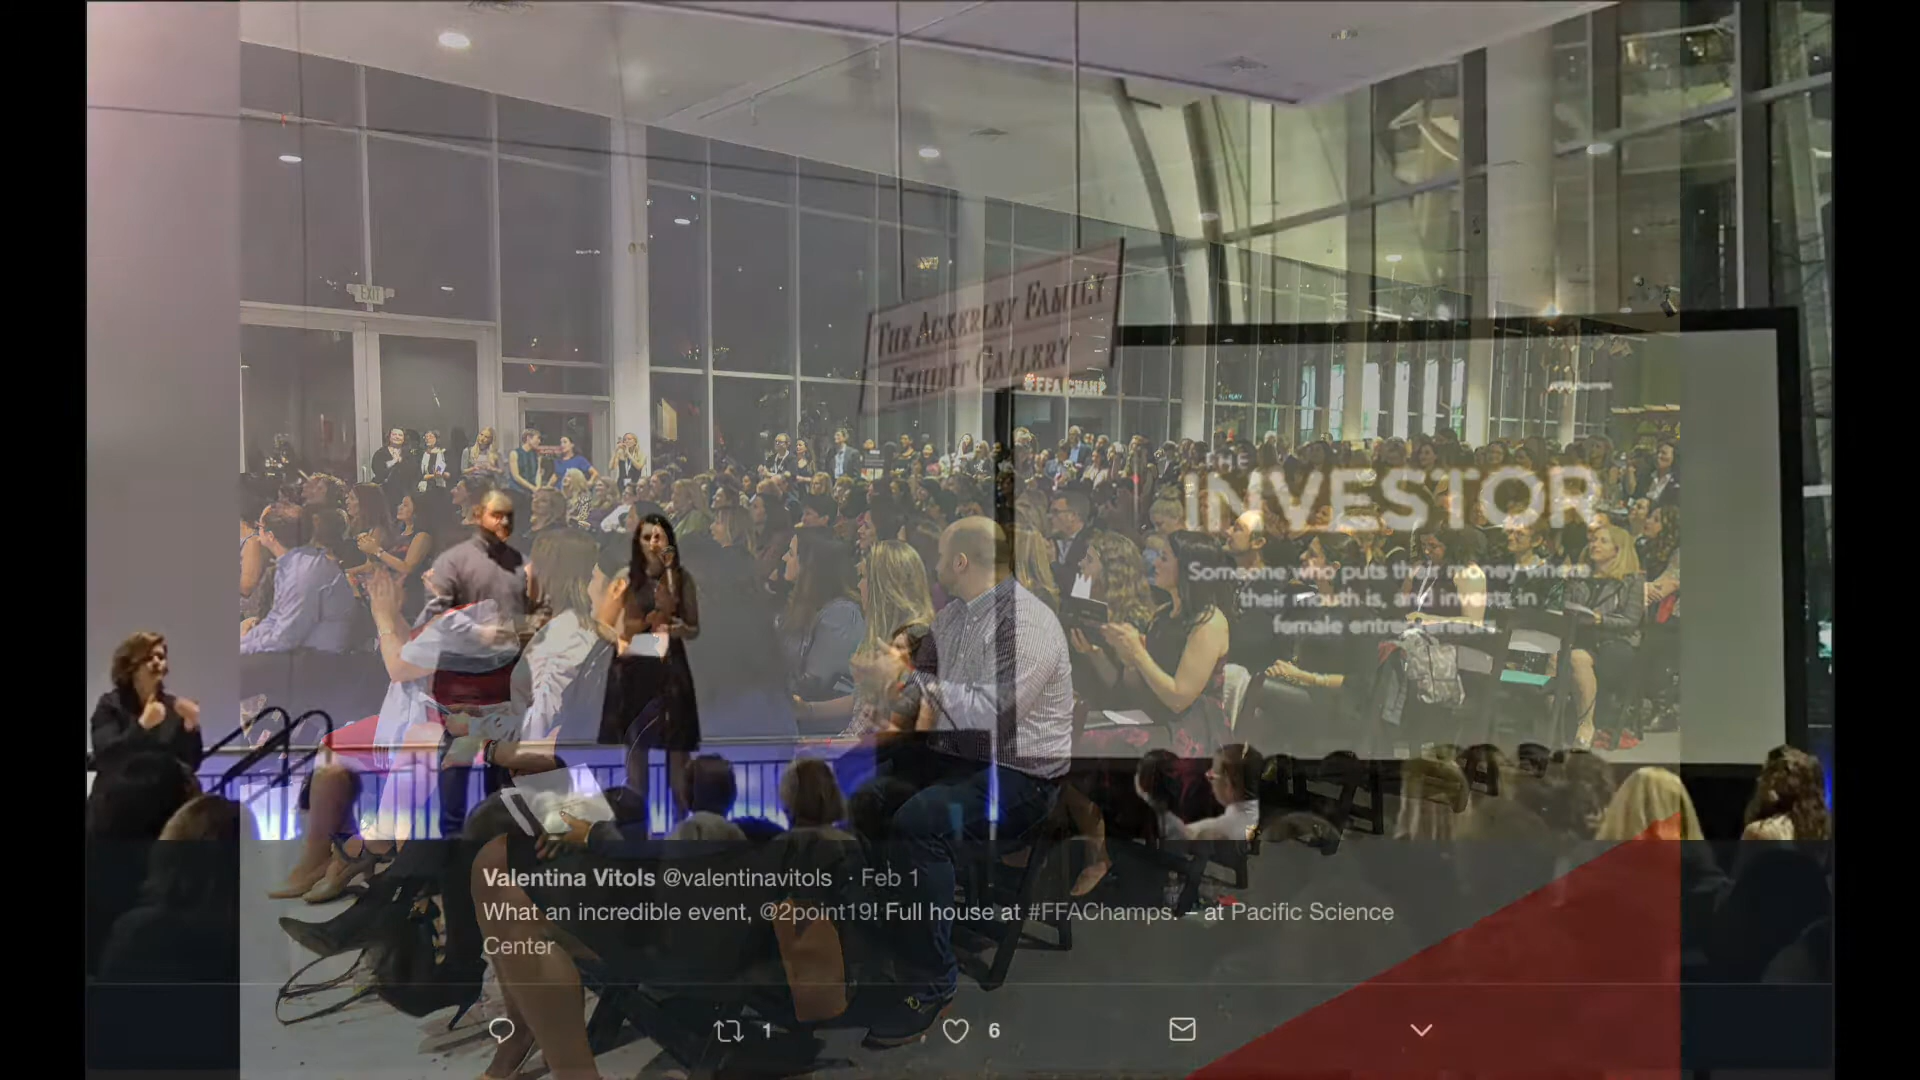 EXIT
THE ACKERLEY FAMILY
EXHIBIT GALLERY
#FFACHAMP
THE
INVESTOR
Someone who puts their money where
their mouth is, and invests in
female entrepreneurs.
Valentina Vitols @valentinavitols · Feb 1
What an incredible event, @2point19! Full house at #FFAChamps. – at Pacific Science
Center
1
6